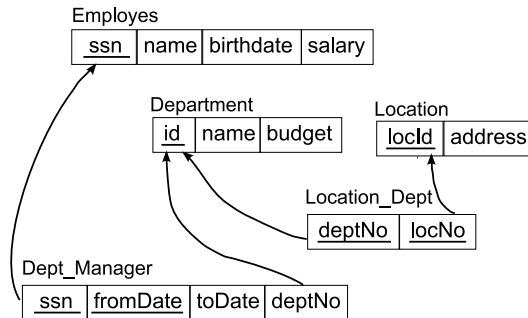 Employes
ssn name birthdate salary
Department
id name budget
Location
locId address
Location_Dept
deptNo locNo
Dept_Manager
ssn fromDate toDate deptNo